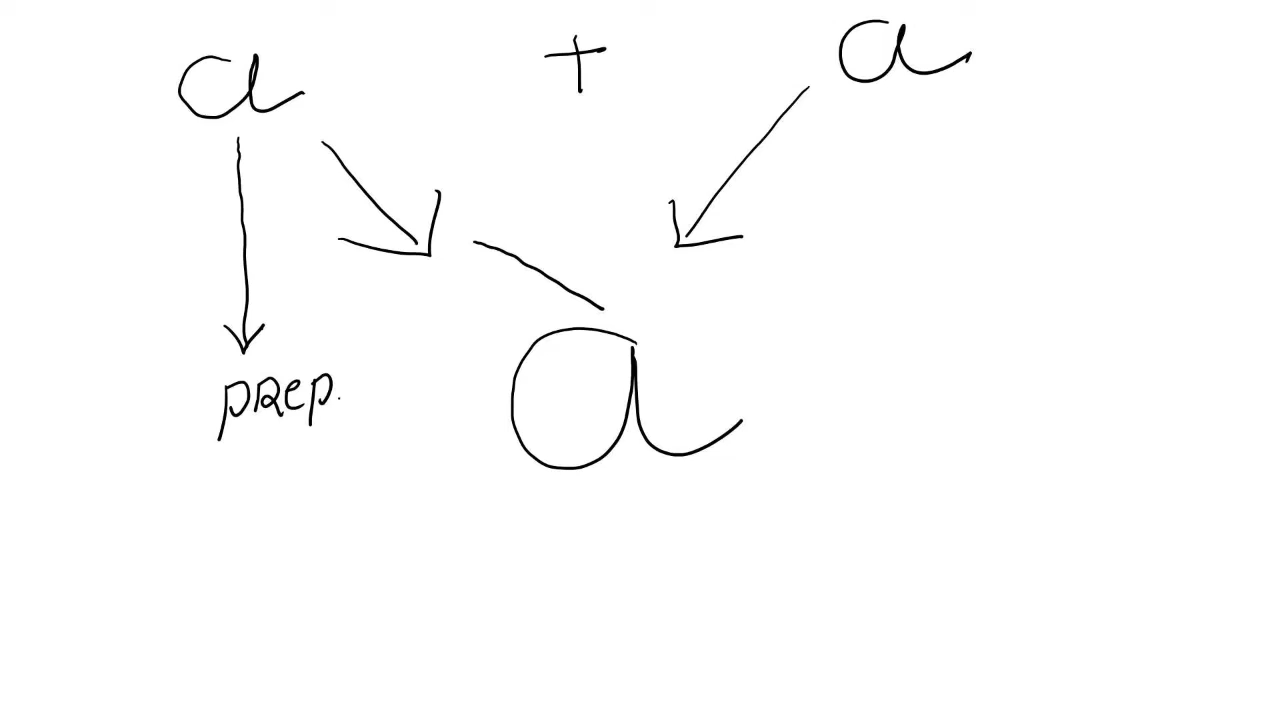 a + a
prep. à